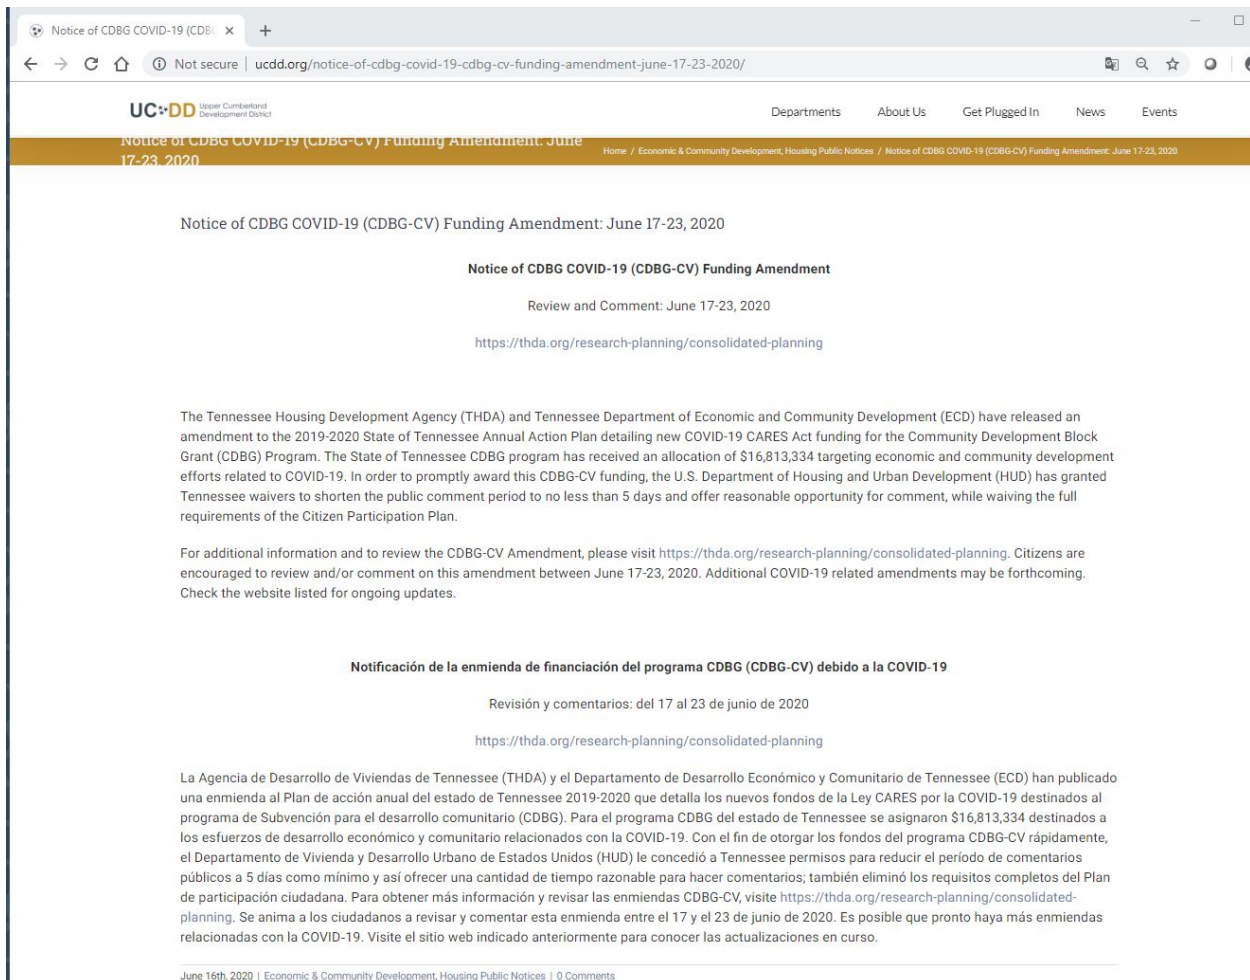 Notice of CDBG COVID-19 (CDB
Not secure | ucdd.org/notice-of-cdbg-covid-19-cdbg-cv-funding-amendment-june-17-23-2020/
UC DD Upper Cumberland
Development District
Departments About Us Get Plugged In News Events
Notice of CDBG COVID-19 (CDBG-CV) Funding Amendment: June
17-23, 2020
Home / Economic & Community Development, Housing Public Notices / Notice of CDBG COVID-19 (CDBG-CV) Funding Amendment: June 17-23, 2020
Notice of CDBG COVID-19 (CDBG-CV) Funding Amendment: June 17-23, 2020
Notice of CDBG COVID-19 (CDBG-CV) Funding Amendment
Review and Comment: June 17-23, 2020
https://thda.org/research-planning/consolidated-planning
The Tennessee Housing Development Agency (THDA) and Tennessee Department of Economic and Community Development (ECD) have released an
amendment to the 2019-2020 State of Tennessee Annual Action Plan detailing new COVID-19 CARES Act funding for the Community Development Block
Grant (CDBG) Program. The State of Tennessee CDBG program has received an allocation of $16,813,334 targeting economic and community development
efforts related to COVID-19. In order to promptly award this CDBG-CV funding, the U.S. Department of Housing and Urban Development (HUD) has granted
Tennessee waivers to shorten the public comment period to no less than 5 days and offer reasonable opportunity for comment, while waiving the full
requirements of the Citizen Participation Plan.
For additional information and to review the CDBG-CV Amendment, please visit https://thda.org/research-planning/consolidated-planning. Citizens are
encouraged to review and/or comment on this amendment between June 17-23, 2020. Additional COVID-19 related amendments may be forthcoming.
Check the website listed for ongoing updates.
Notificación de la enmienda de financiación del programa CDBG (CDBG-CV) debido a la COVID-19
Revisión y comentarios: del 17 al 23 de junio de 2020
https://thda.org/research-planning/consolidated-planning
La Agencia de Desarrollo de Viviendas de Tennessee (THDA) y el Departamento de Desarrollo Económico y Comunitario de Tennessee (ECD) han publicado
una enmienda al Plan de acción anual del estado de Tennessee 2019-2020 que detalla los nuevos fondos de la Ley CARES por la COVID-19 destinados al
programa de Subvención para el desarrollo comunitario (CDBG). Para el programa CDBG del estado de Tennessee se asignaron $16,813,334 destinados a
los esfuerzos de desarrollo económico y comunitario relacionados con la COVID-19. Con el fin de otorgar los fondos del programa CDBG-CV rápidamente,
el Departamento de Vivienda y Desarrollo Urbano de Estados Unidos (HUD) le concedió a Tennessee permisos para reducir el período de comentarios
públicos a 5 días como mínimo y así ofrecer una cantidad de tiempo razonable para hacer comentarios; también eliminó los requisitos completos del Plan
de participación ciudadana. Para obtener más información y revisar las enmiendas CDBG-CV, visite https://thda.org/research-planning/consolidated-
planning. Se anima a los ciudadanos a revisar y comentar esta enmienda entre el 17 y el 23 de junio de 2020. Es posible que pronto haya más enmiendas
relacionadas con la COVID-19. Visite el sitio web indicado anteriormente para conocer las actualizaciones en curso.
June 16th, 2020 | Economic & Community Development, Housing Public Notices | 0 Comments